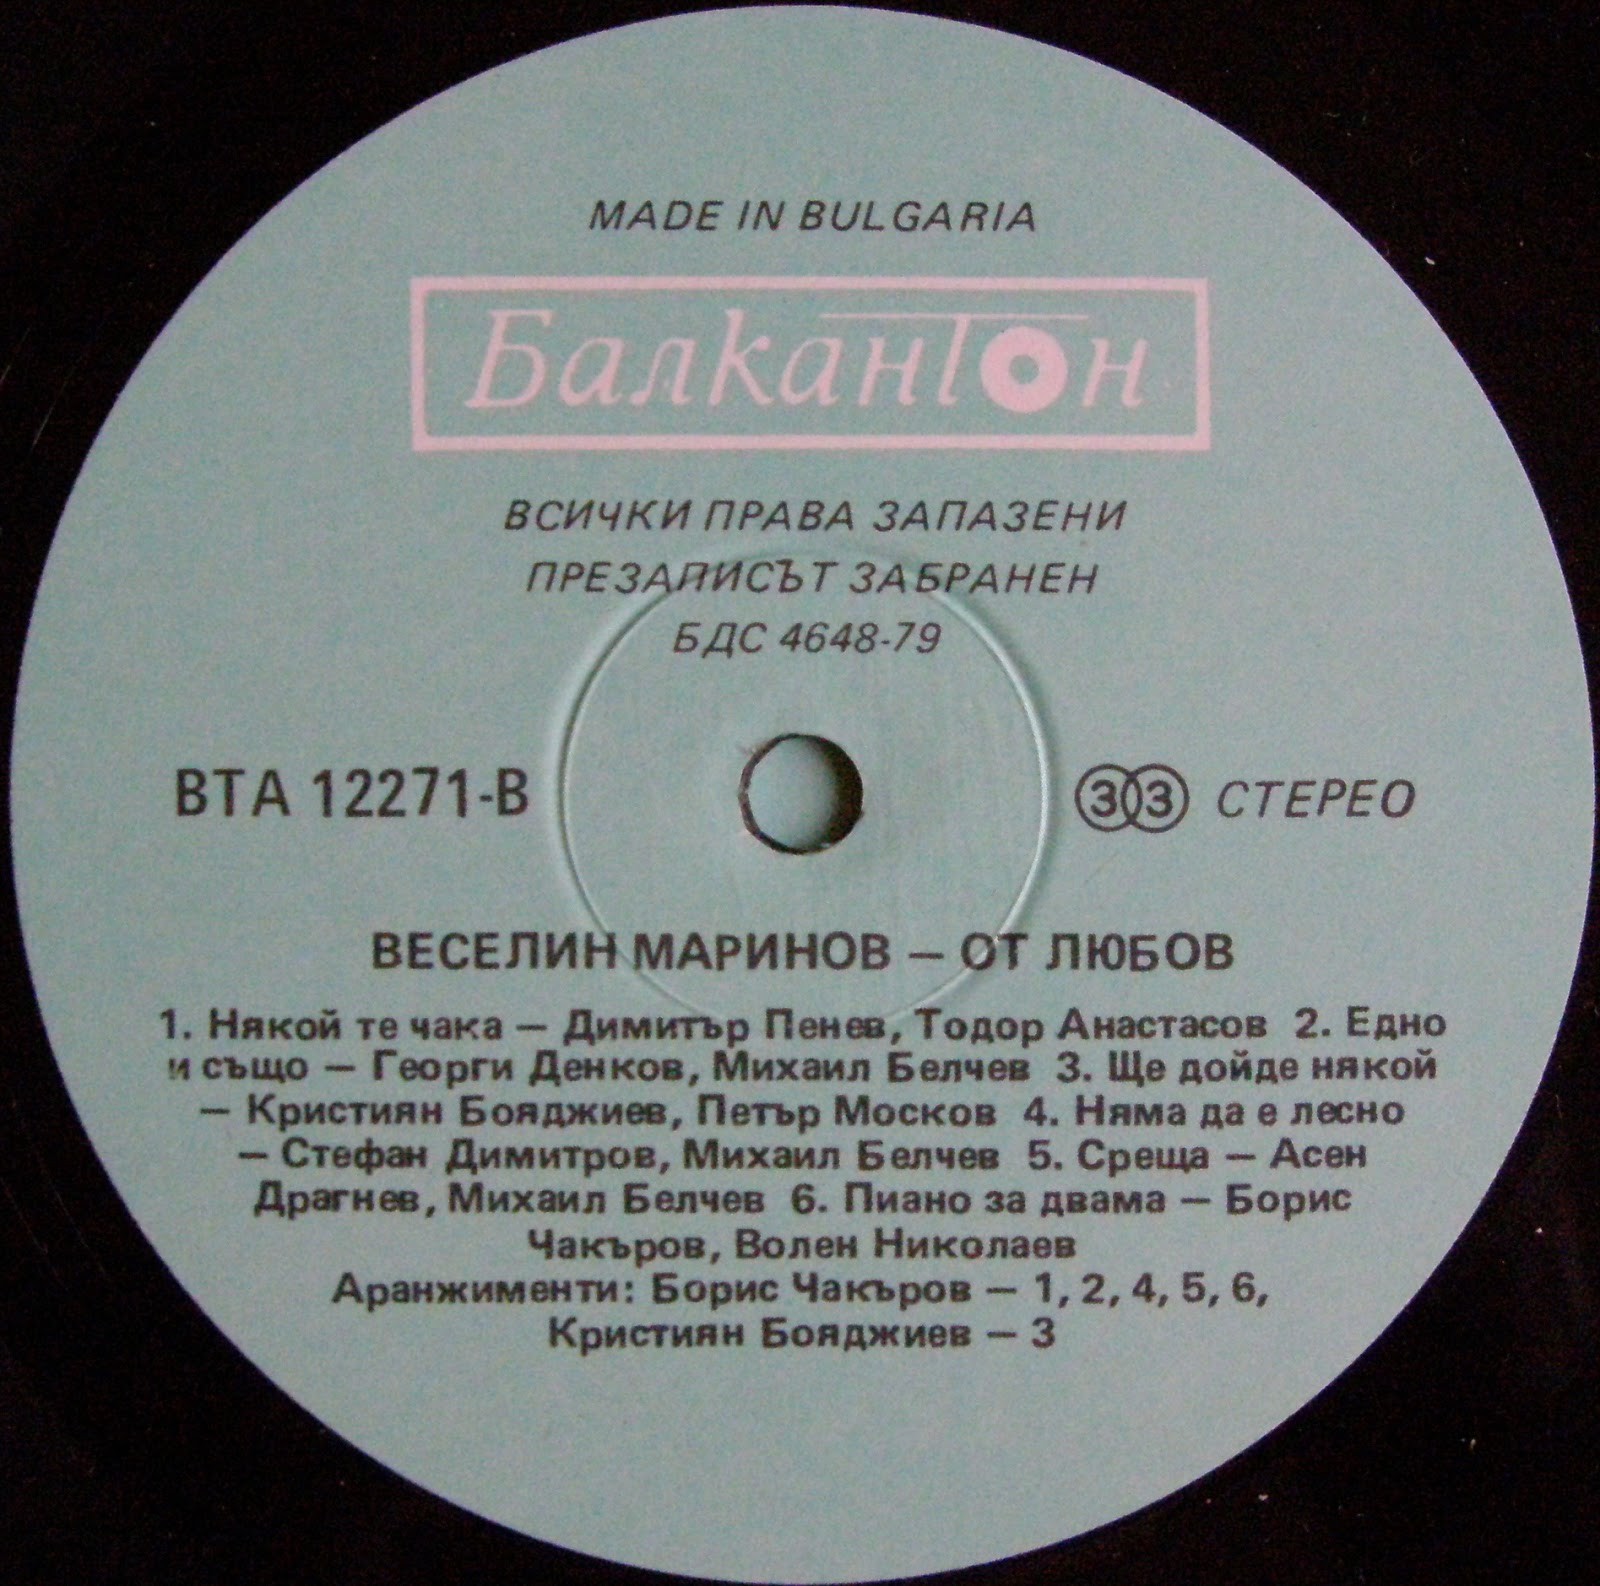 MADE IN BULGARIA
Балкантон
ВСИЧКИ ПРАВА ЗАПАЗЕНИ
ПРЕЗАПИСЪТ ЗАБРАНЕН
БДС 4648-79
ВТА 12271-В 33 СТЕРЕО
ВЕСЕЛИН МАРИНОВ — ОТ ЛЮБОВ
1. Някой те чака — Димитър Пенев, Тодор Анастасов 2. Едно
и също — Георги Денков, Михаил Белчев 3. Ще дойде някой
— Кристиян Бояджиев, Петър Москов 4. Няма да е лесно
— Стефан Димитров, Михаил Белчев 5. Среща — Асен
Драгнев, Михаил Белчев 6. Пиано за двама — Борис
Чакъров, Волен Николаев
Аранжименти: Борис Чакъров — 1, 2, 4, 5, 6,
Кристиян Бояджиев — 3